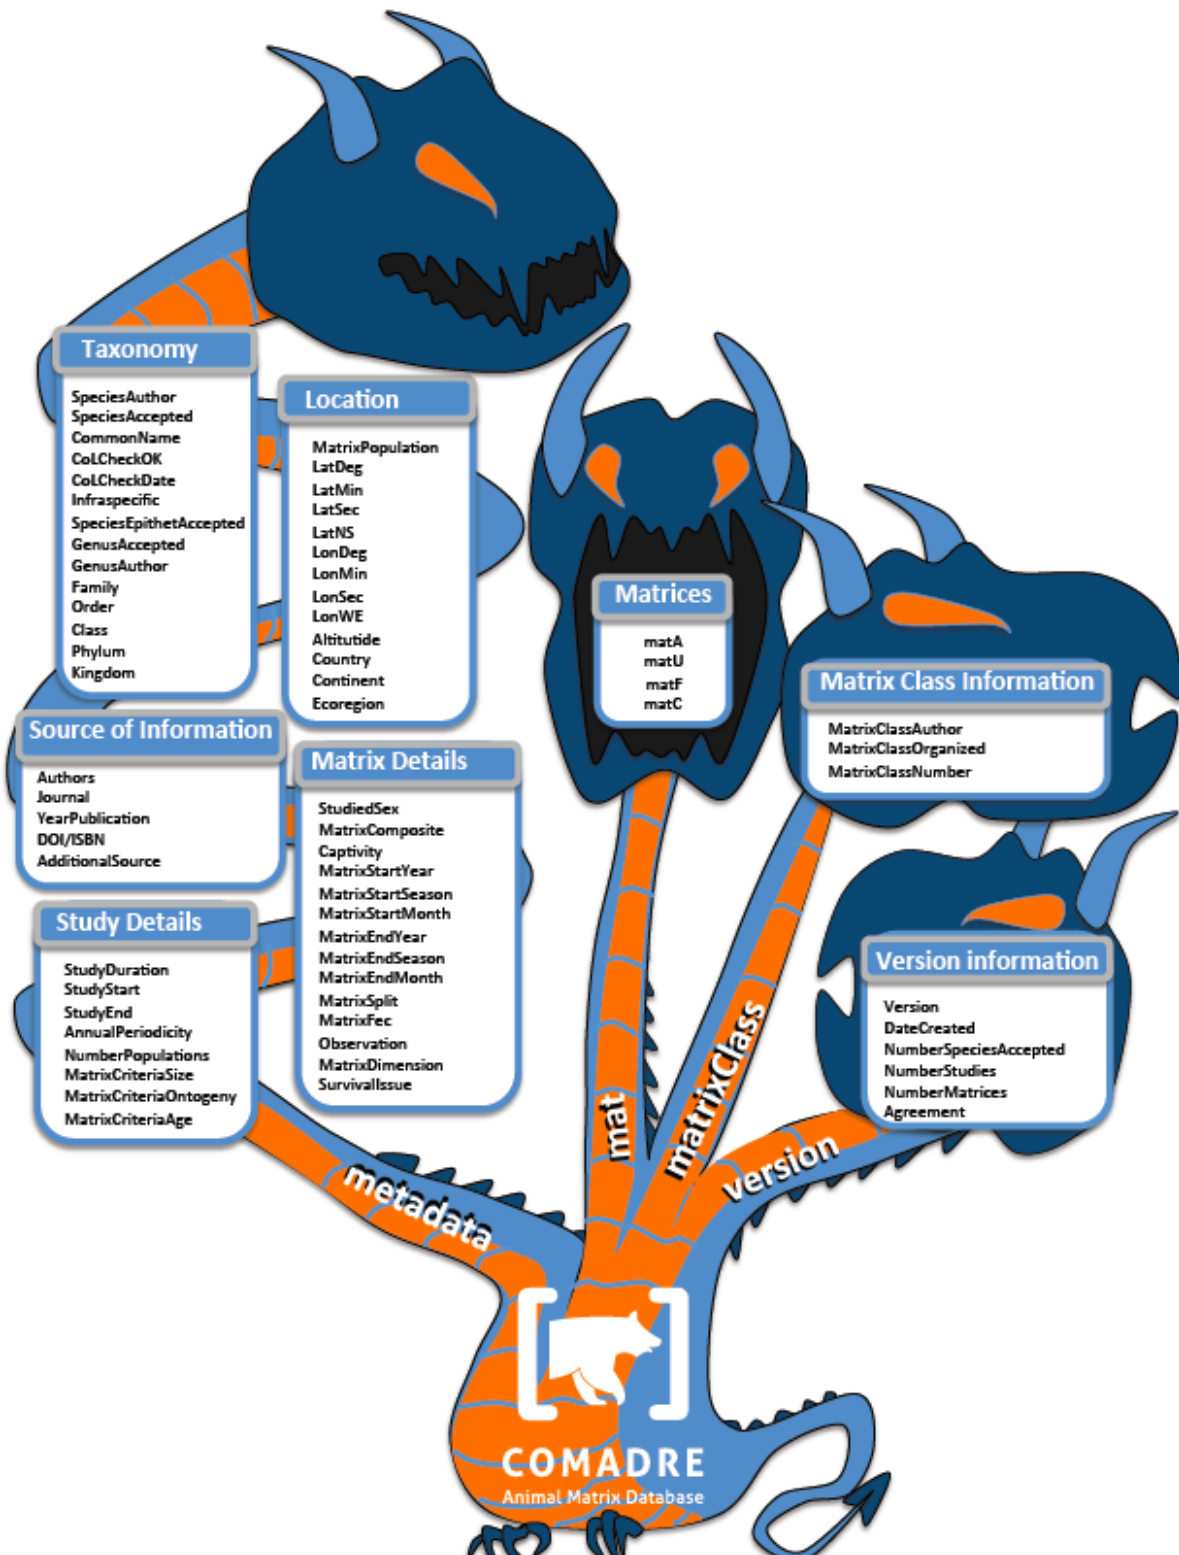 Taxonomy
SpeciesAuthor
SpeciesAccepted
CommonName
CoLCheckOK
CoLCheckDate
Infraspecific
SpeciesEpithetAccepted
GenusAccepted
GenusAuthor
Family
Order
Class
Phylum
Kingdom
Location
MatrixPopulation
LatDeg
LatMin
LatSec
LatNS
LonDeg
LonMin
LonSec
LonWE
Altitutide
Country
Continent
Ecoregion
Source of Information
Authors
Journal
YearPublication
DOI/ISBN
AdditionalSource
Matrix Details
StudiedSex
MatrixComposite
Captivity
MatrixStartYear
MatrixStartSeason
MatrixStartMonth
MatrixEndYear
MatrixEndSeason
MatrixEndMonth
MatrixSplit
MatrixFec
Observation
MatrixDimension
SurvivalIssue
Study Details
StudyDuration
StudyStart
StudyEnd
AnnualPeriodicity
NumberPopulations
MatrixCriteriaSize
MatrixCriteriaOntogeny
MatrixCriteriaAge
Matrices
matA
matU
matF
matC
Matrix Class Information
MatrixClassAuthor
MatrixClassOrganized
MatrixClassNumber
Version information
Version
DateCreated
NumberSpeciesAccepted
NumberStudies
NumberMatrices
Agreement
metadata
mat
matrixClass
version
COMADRE
Animal Matrix Database